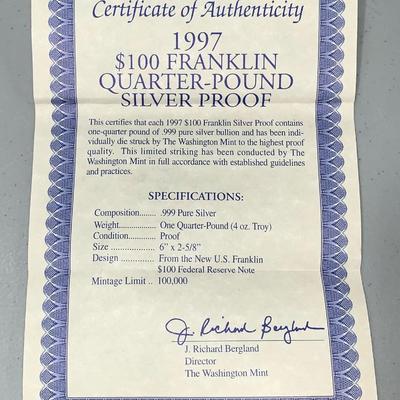 Certificate of Authenticity
1997
$100 FRANKLIN
QUARTER-POUND
SILVER PROOF
This certifies that each 1997 $100 Franklin Silver Proof contains
one-quarter pound of .999 pure silver bullion and has been indi-
vidually die struck by The Washington Mint to the highest proof
quality. This limited striking has been conducted by The
Washington Mint in full accordance with established guidelines
and practices.
SPECIFICATIONS:
Composition........ .999 Pure Silver
Weight................ One Quarter-Pound (4 oz. Troy)
Condition............ Proof
Size ..................... 6" x 2-5/8"
Design ................ From the New U.S. Franklin
$100 Federal Reserve Note
Mintage Limit .. 100,000
J. Richard Bergland
J. Richard Bergland
Director
The Washington Mint